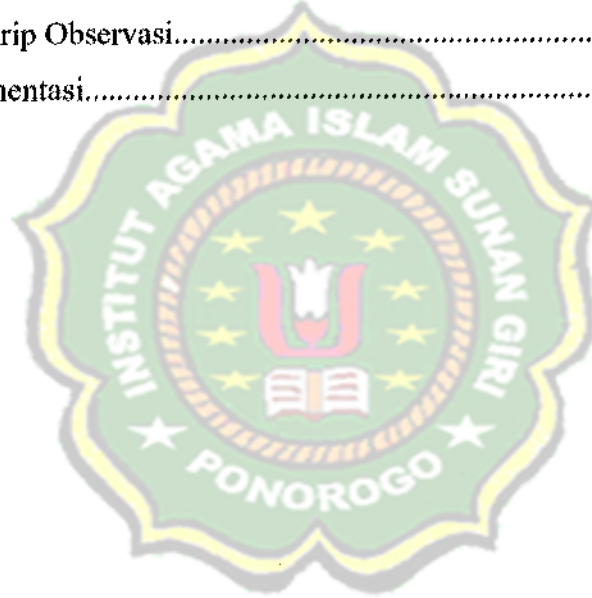 rip Observasi................................................
nentasi................................................
INSTITUT AGAMA ISLAM SUNAN GIRI
PONOROGO